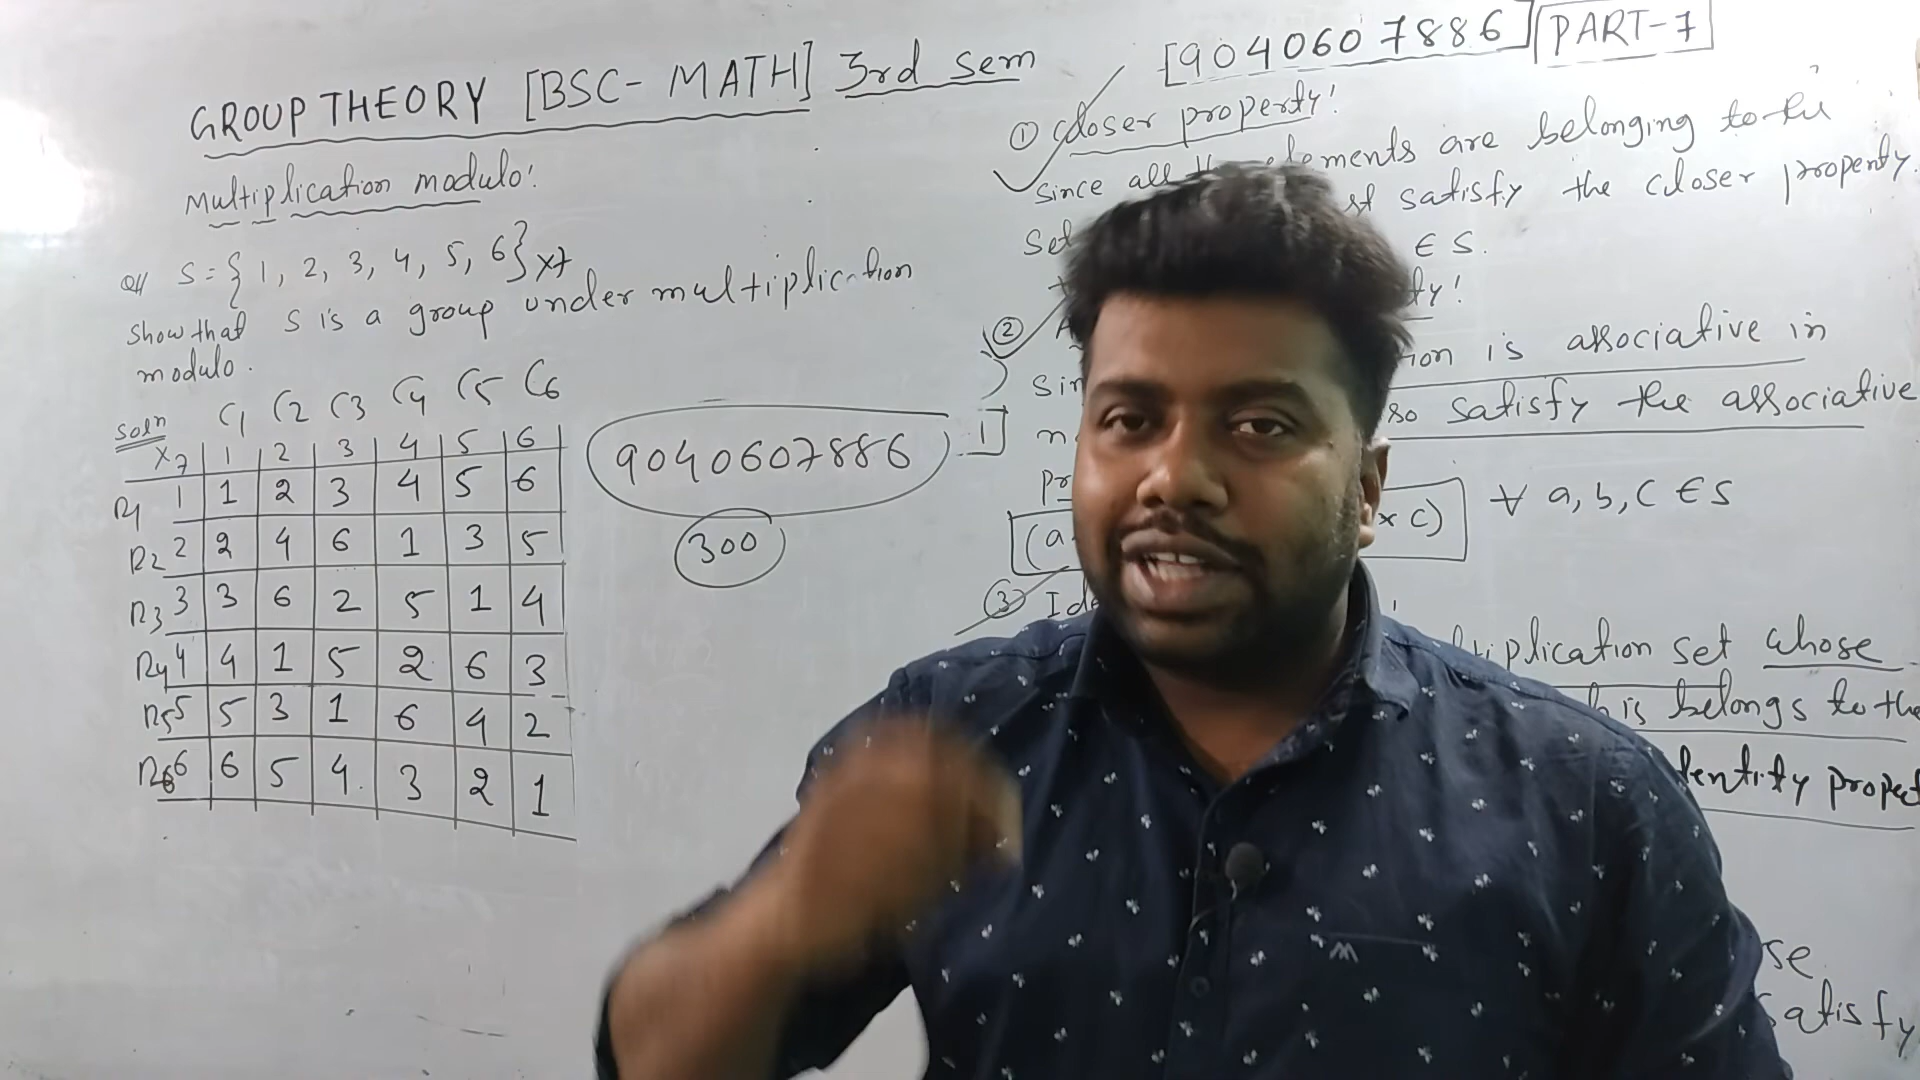 GROUP THEORY [BSC- MATH] 3rd sem
Multiplication modulo!
Q// S = { 1, 2, 3, 4, 5, 6} x7
Show that S is a group under multiplication
modulo.
Soln
C1 C2 C3 C4 C5 C6
x7 1 2 3 4 5 6
R1 1 1 2 3 4 5 6
R2 2 2 4 6 1 3 5
R3 3 3 6 2 5 1 4
R4 4 4 1 5 2 6 3
R5 5 5 3 1 6 4 2
R6 6 6 5 4 3 2 1
9040607886
300
[9040607886] PART-7
① closer property!
Since all elements are belonging to the
set satisfy the closer property.
∈ S.
②
is associative in
so satisfy the associative
∀ a, b, c ∈ S
(a x c)
③
set whose
is belongs to the
satisfy